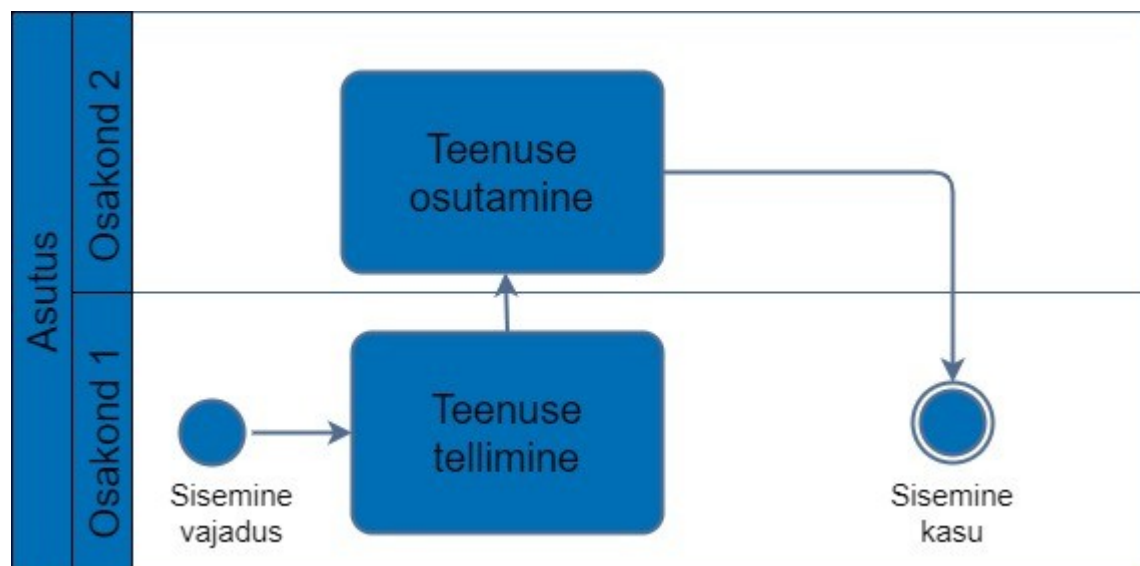 Asutus
Osakond 2
Teenuse
osutamine
Osakond 1
Sisemine
vajadus
Teenuse
tellimine
Sisemine
kasu